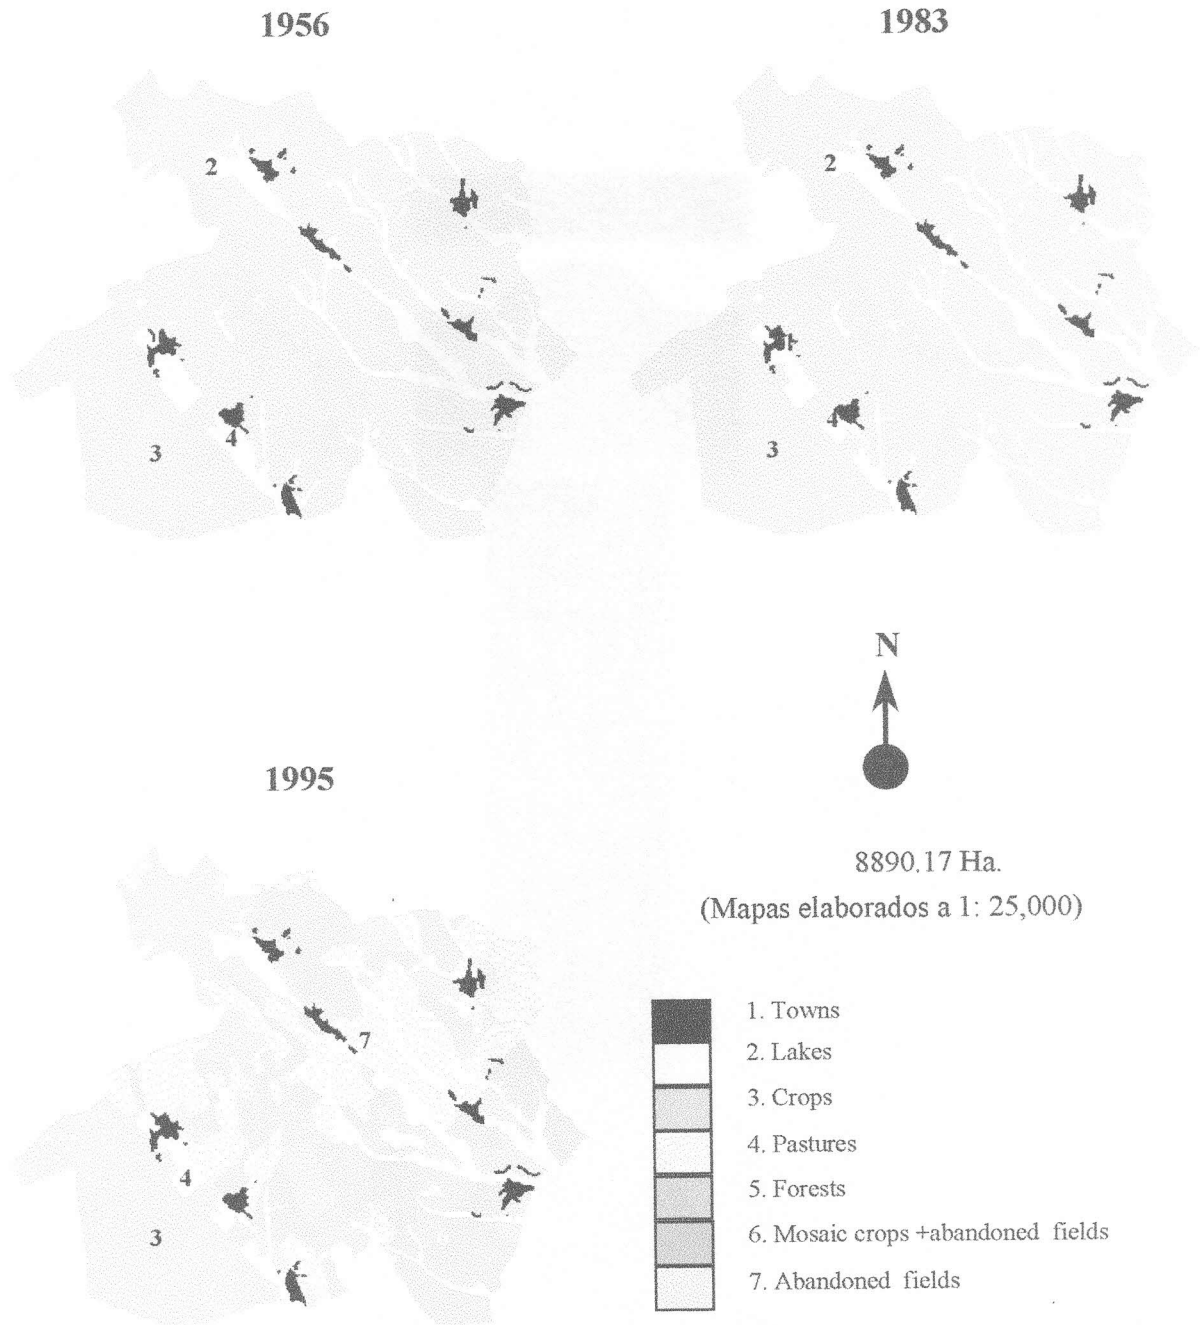 1956
1983
2
2
3
4
3
4
N
1995
8890.17 Ha.
(Mapas elaborados a 1: 25,000)
7
4
3
1. Towns
2. Lakes
3. Crops
4. Pastures
5. Forests
6. Mosaic crops +abandoned fields
7. Abandoned fields